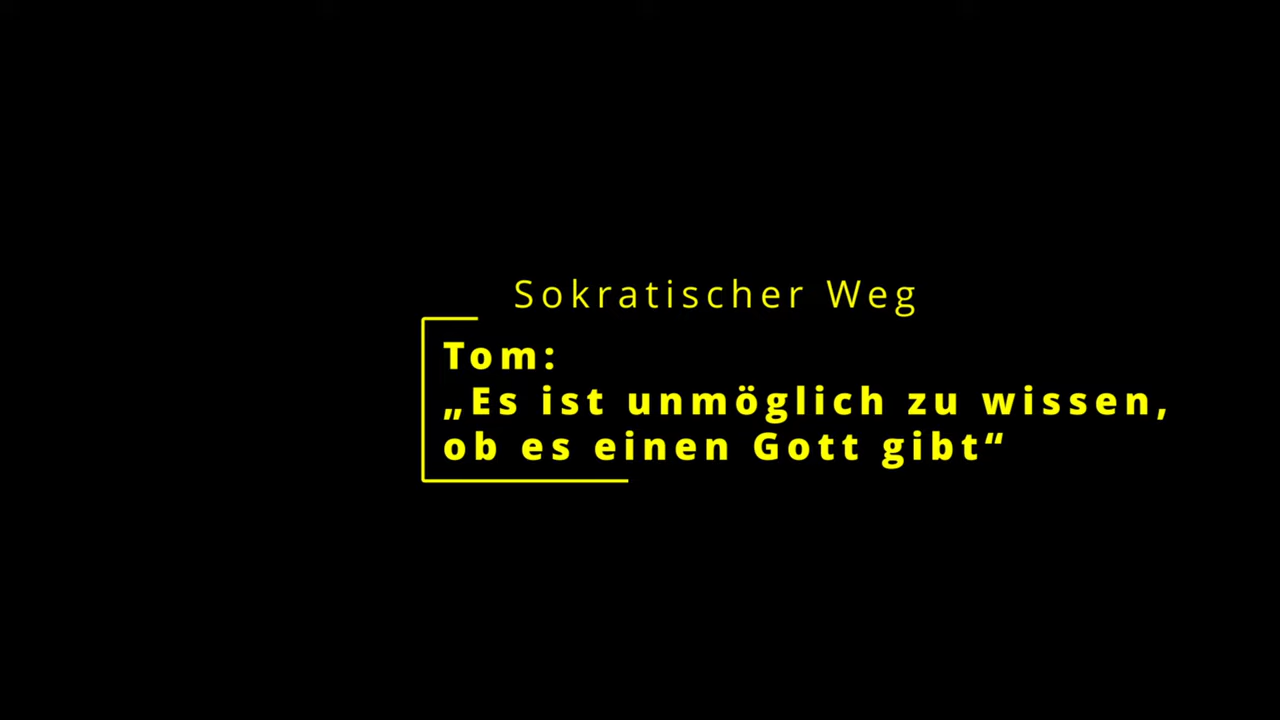 Sokratischer Weg
Tom:
„Es ist unmöglich zu wissen,
ob es einen Gott gibt“